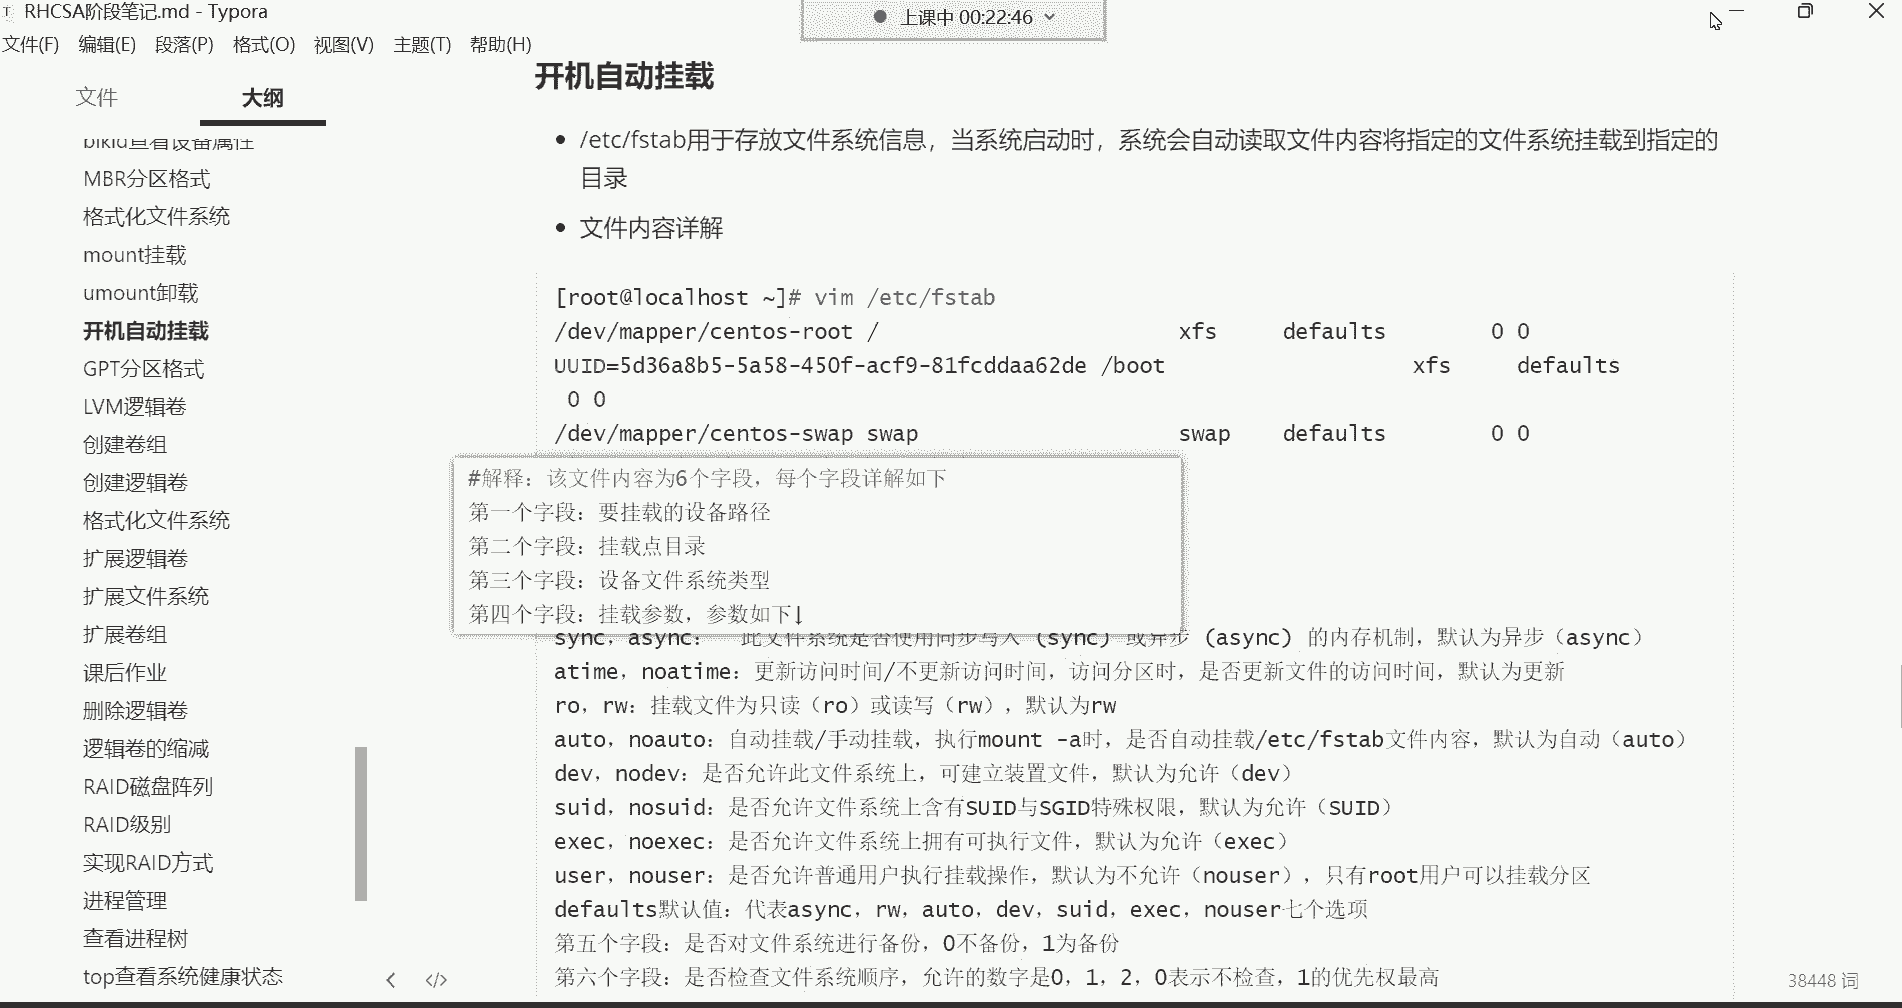 RHCSA阶段笔记.md - Typora
上课中 00:22:46
文件(F) 编辑(E) 段落(P) 格式(O) 视图(V) 主题(T) 帮助(H)
文件 大纲
blkid查看设备属性
MBR分区格式
格式化文件系统
mount挂载
umount卸载
开机自动挂载
GPT分区格式
LVM逻辑卷
创建卷组
创建逻辑卷
格式化文件系统
扩展逻辑卷
扩展文件系统
扩展卷组
课后作业
删除逻辑卷
逻辑卷的缩减
RAID磁盘阵列
RAID级别
实现RAID方式
进程管理
查看进程树
top查看系统健康状态
开机自动挂载
/etc/fstab用于存放文件系统信息，当系统启动时，系统会自动读取文件内容将指定的文件系统挂载到指定的
目录
文件内容详解
[root@localhost ~]# vim /etc/fstab
/dev/mapper/centos-root / xfs defaults 0 0
UUID=5d36a8b5-5a58-450f-acf9-81fcddaa62de /boot xfs defaults
0 0
/dev/mapper/centos-swap swap swap defaults 0 0
#解释：该文件内容为6个字段，每个字段详解如下
第一个字段：要挂载的设备路径
第二个字段：挂载点目录
第三个字段：设备文件系统类型
第四个字段：挂载参数，参数如下↓
sync，async： 此文件系统是否使用同步写入（sync）或异步（async）的内存机制，默认为异步（async）
atime，noatime：更新访问时间/不更新访问时间，访问分区时，是否更新文件的访问时间，默认为更新
ro，rw：挂载文件为只读（ro）或读写（rw），默认为rw
auto，noauto：自动挂载/手动挂载，执行mount -a时，是否自动挂载/etc/fstab文件内容，默认为自动（auto）
dev，nodev：是否允许此文件系统上，可建立装置文件，默认为允许（dev）
suid，nosuid：是否允许文件系统上含有SUID与SGID特殊权限，默认为允许（SUID）
exec，noexec：是否允许文件系统上拥有可执行文件，默认为允许（exec）
user，nouser：是否允许普通用户执行挂载操作，默认为不允许（nouser），只有root用户可以挂载分区
defaults默认值：代表async，rw，auto，dev，suid，exec，nouser七个选项
第五个字段：是否对文件系统进行备份，0不备份，1为备份
第六个字段：是否检查文件系统顺序，允许的数字是0，1，2，0表示不检查，1的优先权最高
38448 词